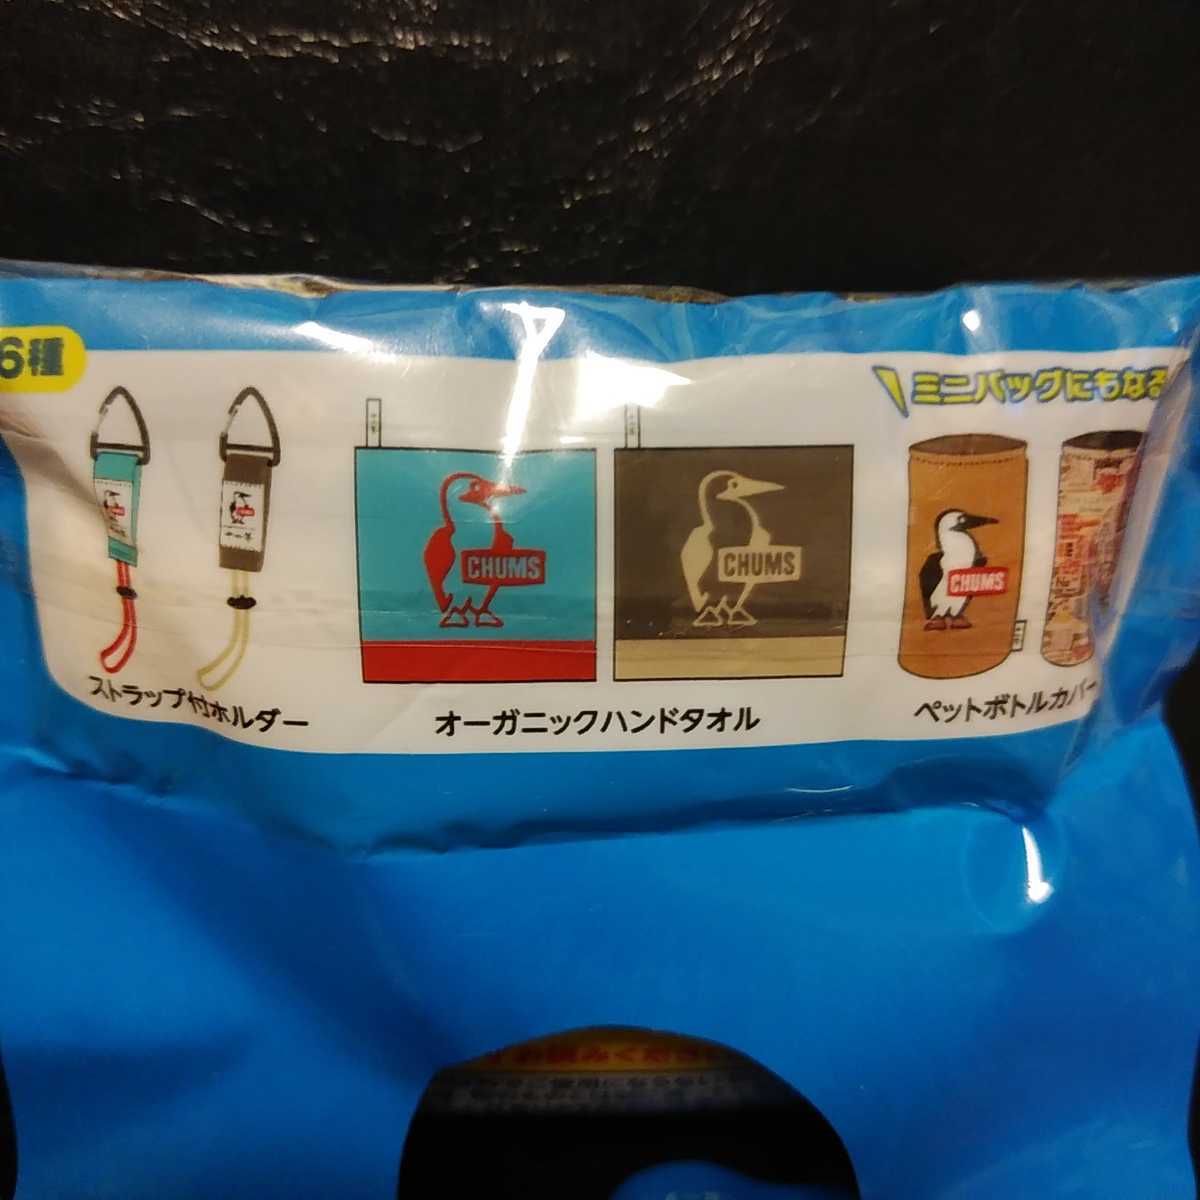 6種
ミニバッグにもなる
CHUMS
CHUMS
CHUMS
ストラップ付ホルダー
オーガニックハンドタオル
ペットボトルカバー